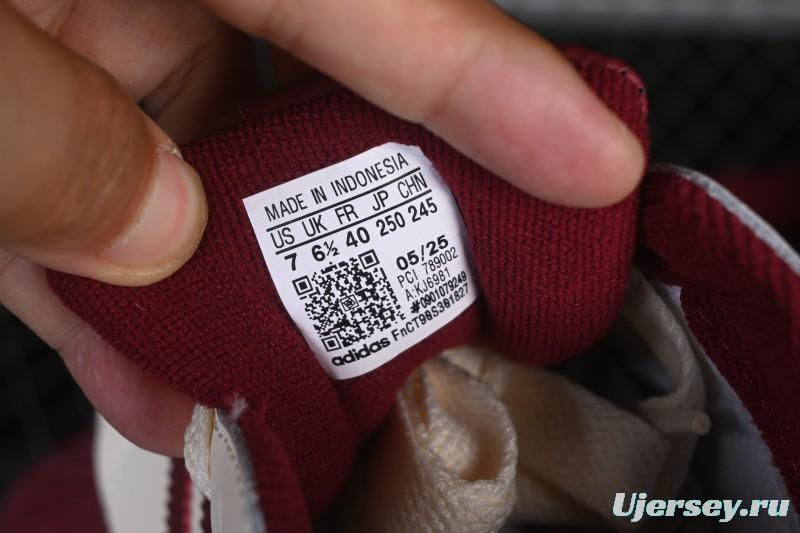 MADE IN INDONESIA
US UK FR JP CHN
7 6½ 40 250 245
05/25
PCI 789002
A:KJ6981
#0901079249
FnCT96S361827
adidas
Ujersey.ru